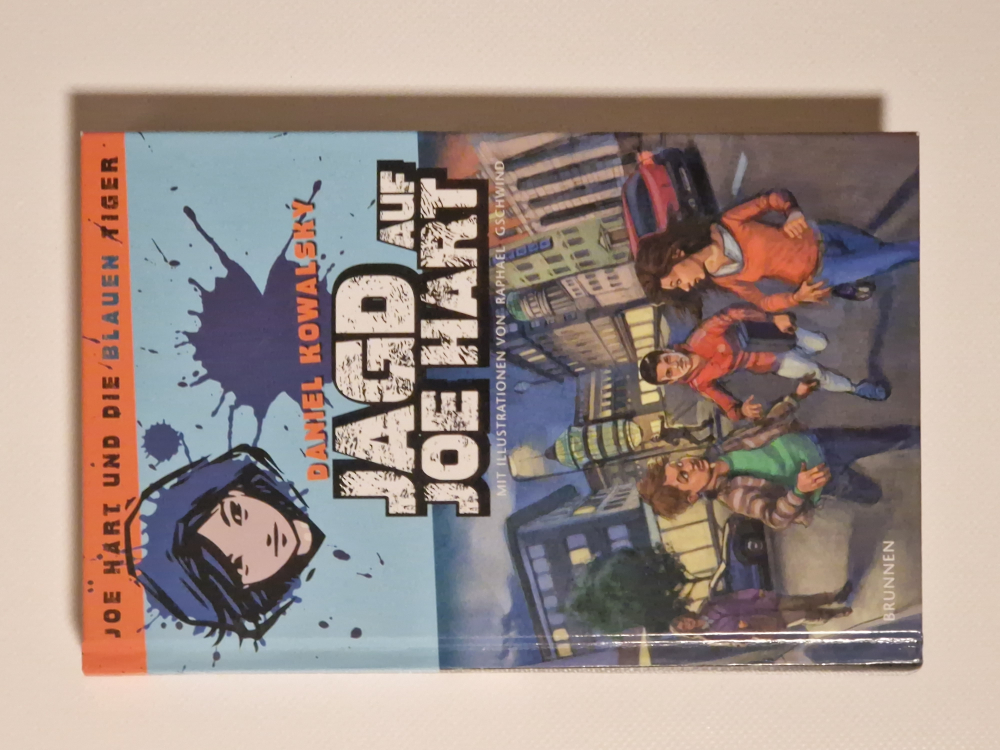 JOE HART UND DIE BLAUEN TIGER
DANIEL KOWALSKY
JAGD AUF
JOE HART
MIT ILLUSTRATIONEN VON RAPHAEL GSCHWIND
BRUNNEN